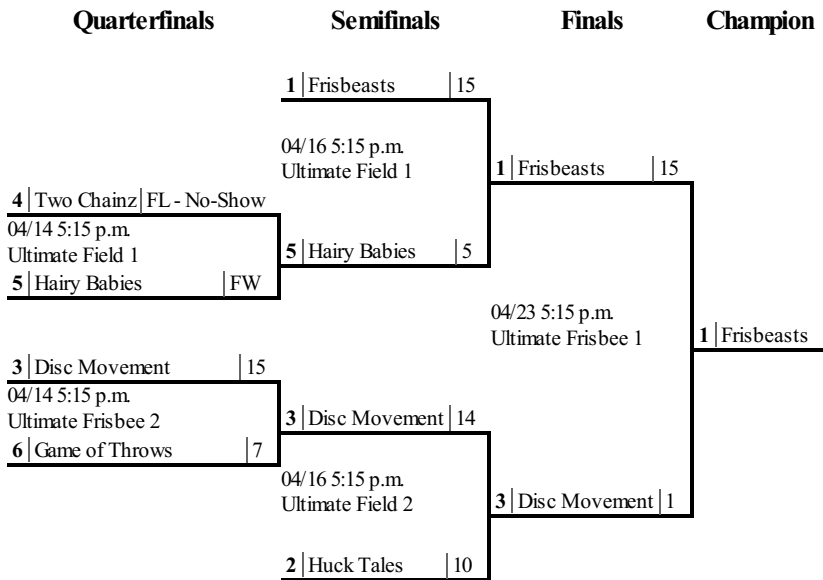 Quarterfinals Semifinals Finals Champion
1 Frisbeasts 15
04/16 5:15 p.m.
Ultimate Field 1
1 Frisbeasts 15
4 Two Chainz FL - No-Show
04/14 5:15 p.m.
Ultimate Field 1
5 Hairy Babies 5
5 Hairy Babies FW
04/23 5:15 p.m.
Ultimate Frisbee 1
1 Frisbeasts
3 Disc Movement 15
04/14 5:15 p.m.
Ultimate Frisbee 2
3 Disc Movement 14
6 Game of Throws 7
04/16 5:15 p.m.
Ultimate Field 2
3 Disc Movement 1
2 Huck Tales 10